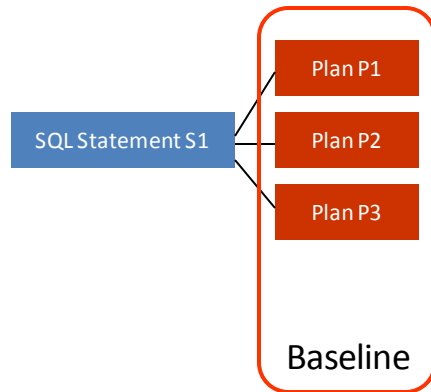 Plan P1
SQL Statement S1
Plan P2
Plan P3
Baseline